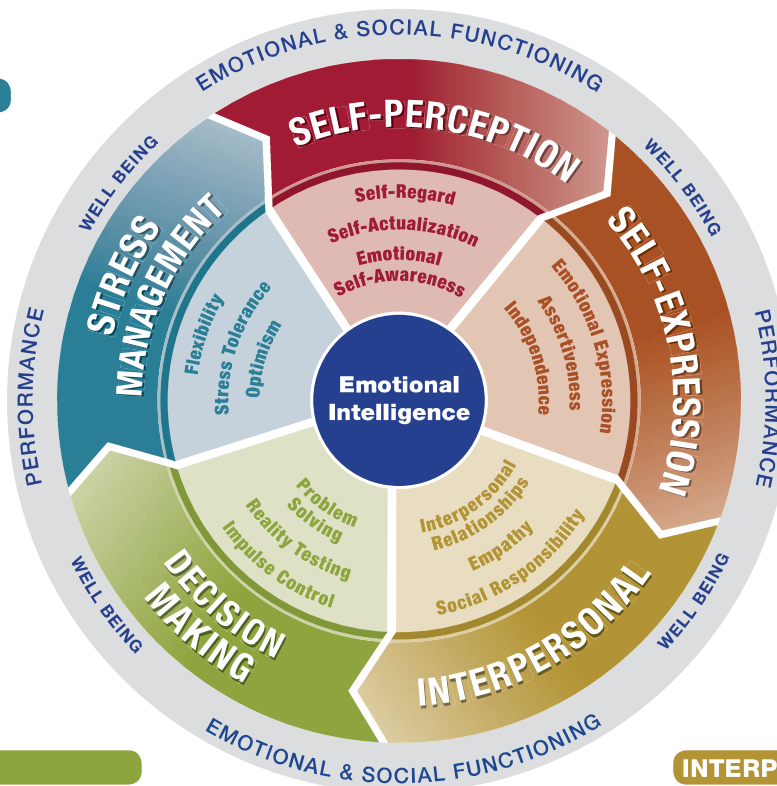 EMOTIONAL & SOCIAL FUNCTIONING
WELL BEING
WELL BEING
PERFORMANCE
PERFORMANCE
SELF-PERCEPTION
Self-Regard
Self-Actualization
Emotional
Self-Awareness
SELF-EXPRESSION
Emotional Expression
Assertiveness
Independence
STRESS
MANAGEMENT
Flexibility
Stress Tolerance
Optimism
Emotional
Intelligence
Problem
Solving
Reality Testing
Impulse Control
DECISION
MAKING
Interpersonal
Relationships
Empathy
Social Responsibility
INTERPERSONAL
WELL BEING
WELL BEING
EMOTIONAL & SOCIAL FUNCTIONING
INTERP